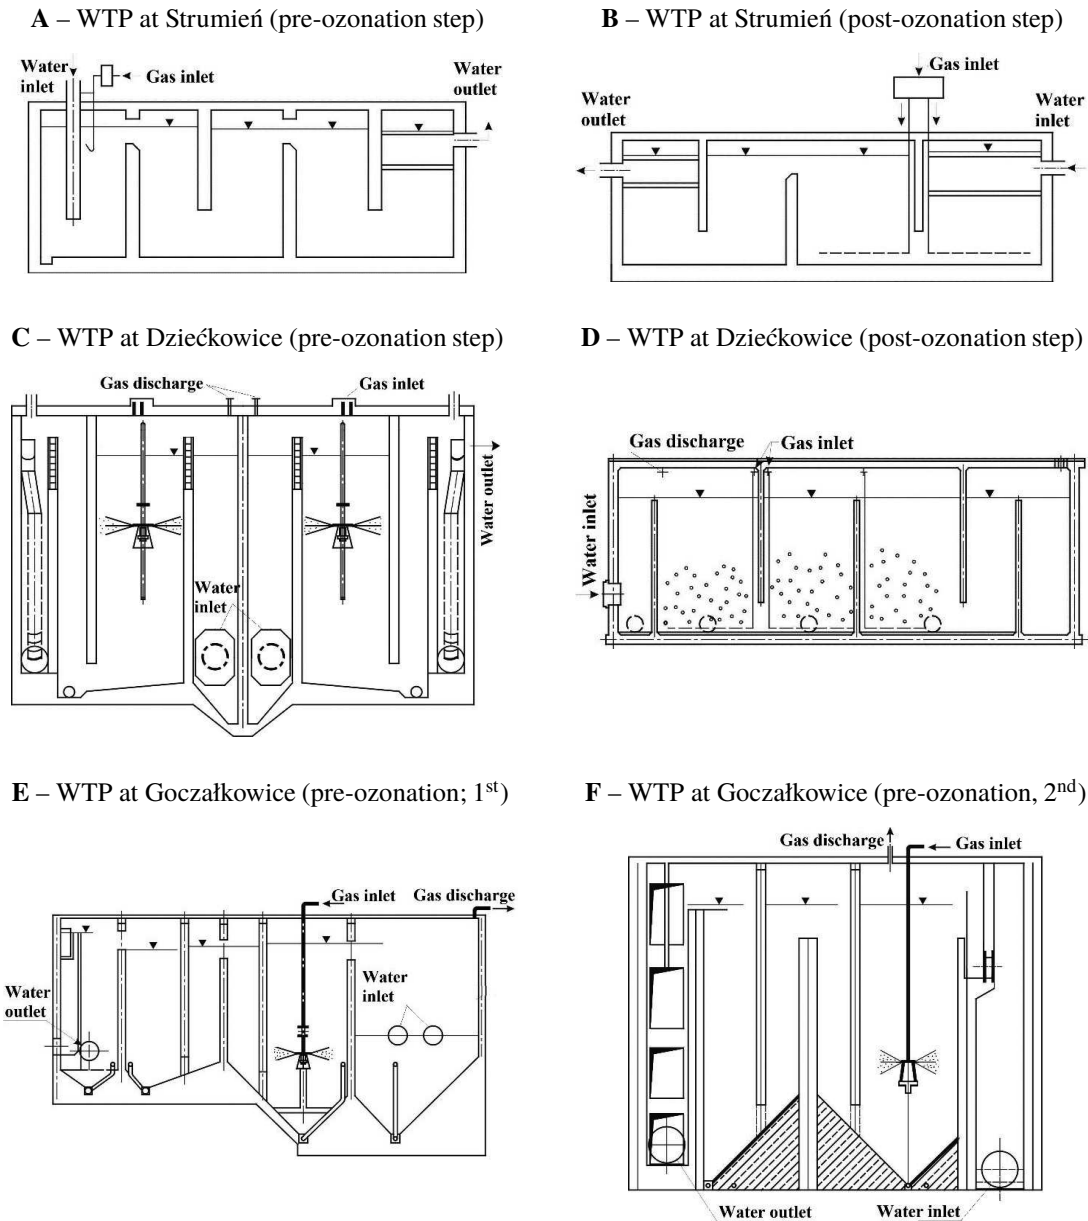 A – WTP at Strumień (pre-ozonation step)
Water
inlet
Gas inlet
Water
outlet
B – WTP at Strumień (post-ozonation step)
Gas inlet
Water
outlet
Water
inlet
C – WTP at Dziećkowice (pre-ozonation step)
Gas discharge
Gas inlet
Water outlet
Water
inlet
D – WTP at Dziećkowice (post-ozonation step)
Gas discharge
Gas inlet
Water inlet
E – WTP at Goczałkowice (pre-ozonation; 1st)
Gas inlet
Gas discharge
Water
outlet
Water
inlet
F – WTP at Goczałkowice (pre-ozonation, 2nd)
Gas discharge
Gas inlet
Water outlet
Water inlet